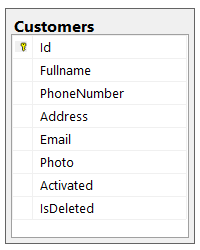 Customers
Id
Fullname
PhoneNumber
Address
Email
Photo
Activated
IsDeleted